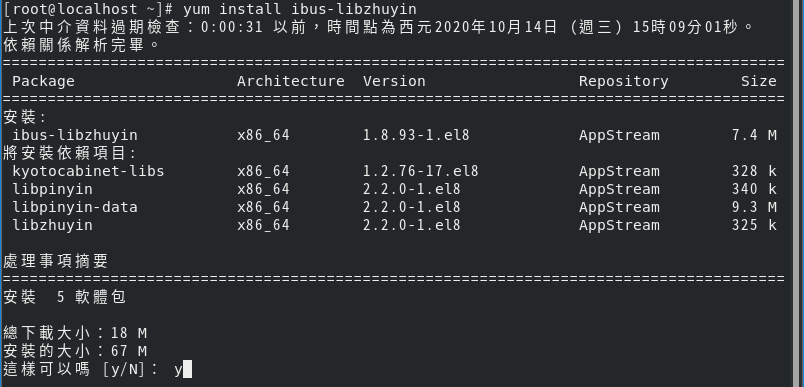 [root@localhost ~]# yum install ibus-libzhuyin
上次中介資料過期檢查：0:00:31 以前，時間點為西元2020年10月14日 (週三) 15時09分01秒。
依賴關係解析完畢。
================================================================================
Package Architecture Version Repository Size
================================================================================
安裝:
ibus-libzhuyin x86_64 1.8.93-1.el8 AppStream 7.4 M
將安裝依賴項目:
kyotocabinet-libs x86_64 1.2.76-17.el8 AppStream 328 k
libpinyin x86_64 2.2.0-1.el8 AppStream 340 k
libpinyin-data x86_64 2.2.0-1.el8 AppStream 9.3 M
libzhuyin x86_64 2.2.0-1.el8 AppStream 325 k
處理事項摘要
================================================================================
安裝  5 軟體包
總下載大小：18 M
安裝的大小：67 M
這樣可以嗎 [y/N]： y